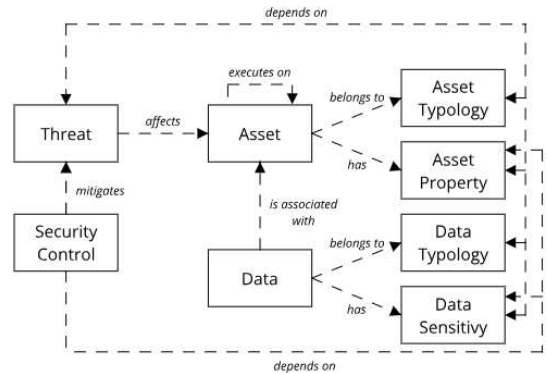 depends on
executes on
Asset
Typology
belongs to
Threat
affects
Asset
Asset
Property
has
mitigates
is associated
with
Security
Control
belongs to
Data
Typology
Data
has
Data
Sensitivy
depends on